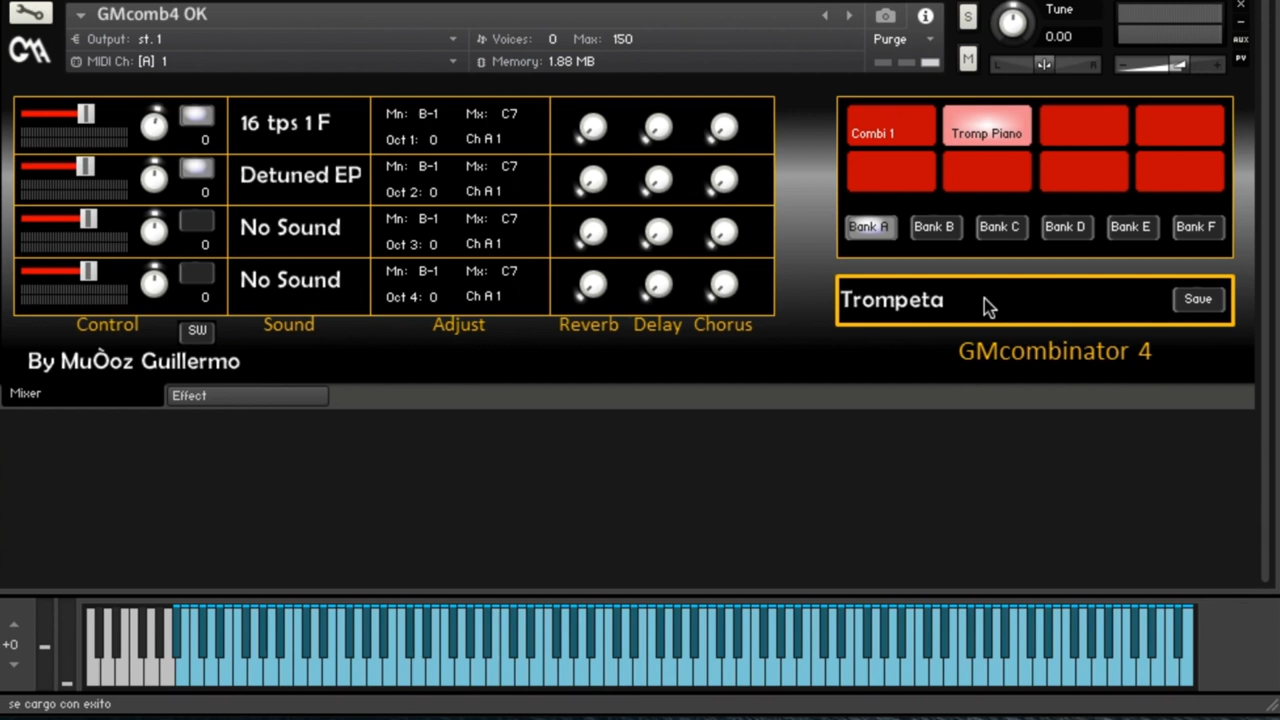 GMcomb4 OK
Output: st.1
Voices: 0 Max: 150
Purge
MIDI Ch: [A] 1
Memory: 1.88 MB
S
M
Tune
0.00
L R
- +
AUX
PV
0
16 tps 1 F
Mn: B-1 Mx: C7
Oct 1: 0 Ch A 1
0
Detuned EP
Mn: B-1 Mx: C7
Oct 2: 0 Ch A 1
0
No Sound
Mn: B-1 Mx: C7
Oct 3: 0 Ch A 1
0
No Sound
Mn: B-1 Mx: C7
Oct 4: 0 Ch A 1
Control SW Sound Adjust Reverb Delay Chorus
Combi 1 Tromp Piano
Bank A Bank B Bank C Bank D Bank E Bank F
Trompeta Save
GMcombinator 4
By MuÒoz Guillermo
Mixer Effect
+0
se cargo con exito